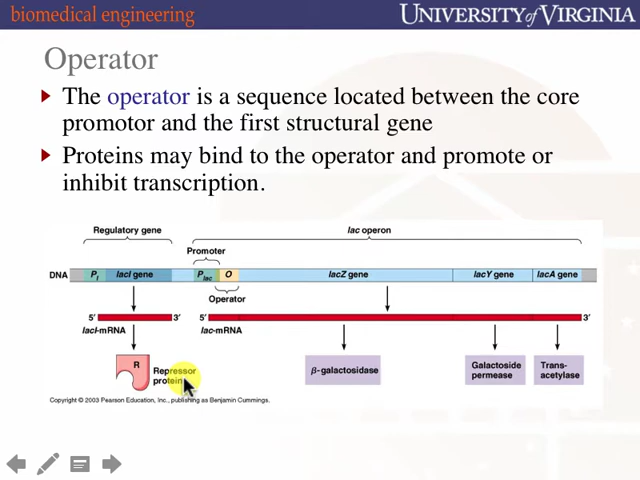 biomedical engineering
UNIVERSITY of VIRGINIA
Operator
The operator is a sequence located between the core
promotor and the first structural gene
Proteins may bind to the operator and promote or
inhibit transcription.
Regulatory gene
lac operon
Promoter
DNA
PI
lacI gene
Plac
O
lacZ gene
lacY gene
lacA gene
Operator
5′
3′
5′
3′
lacI-mRNA
lac-mRNA
R
Repressor
protein
β-galactosidase
Galactoside
permease
Trans-
acetylase
Copyright © 2003 Pearson Education, Inc., publishing as Benjamin Cummings.